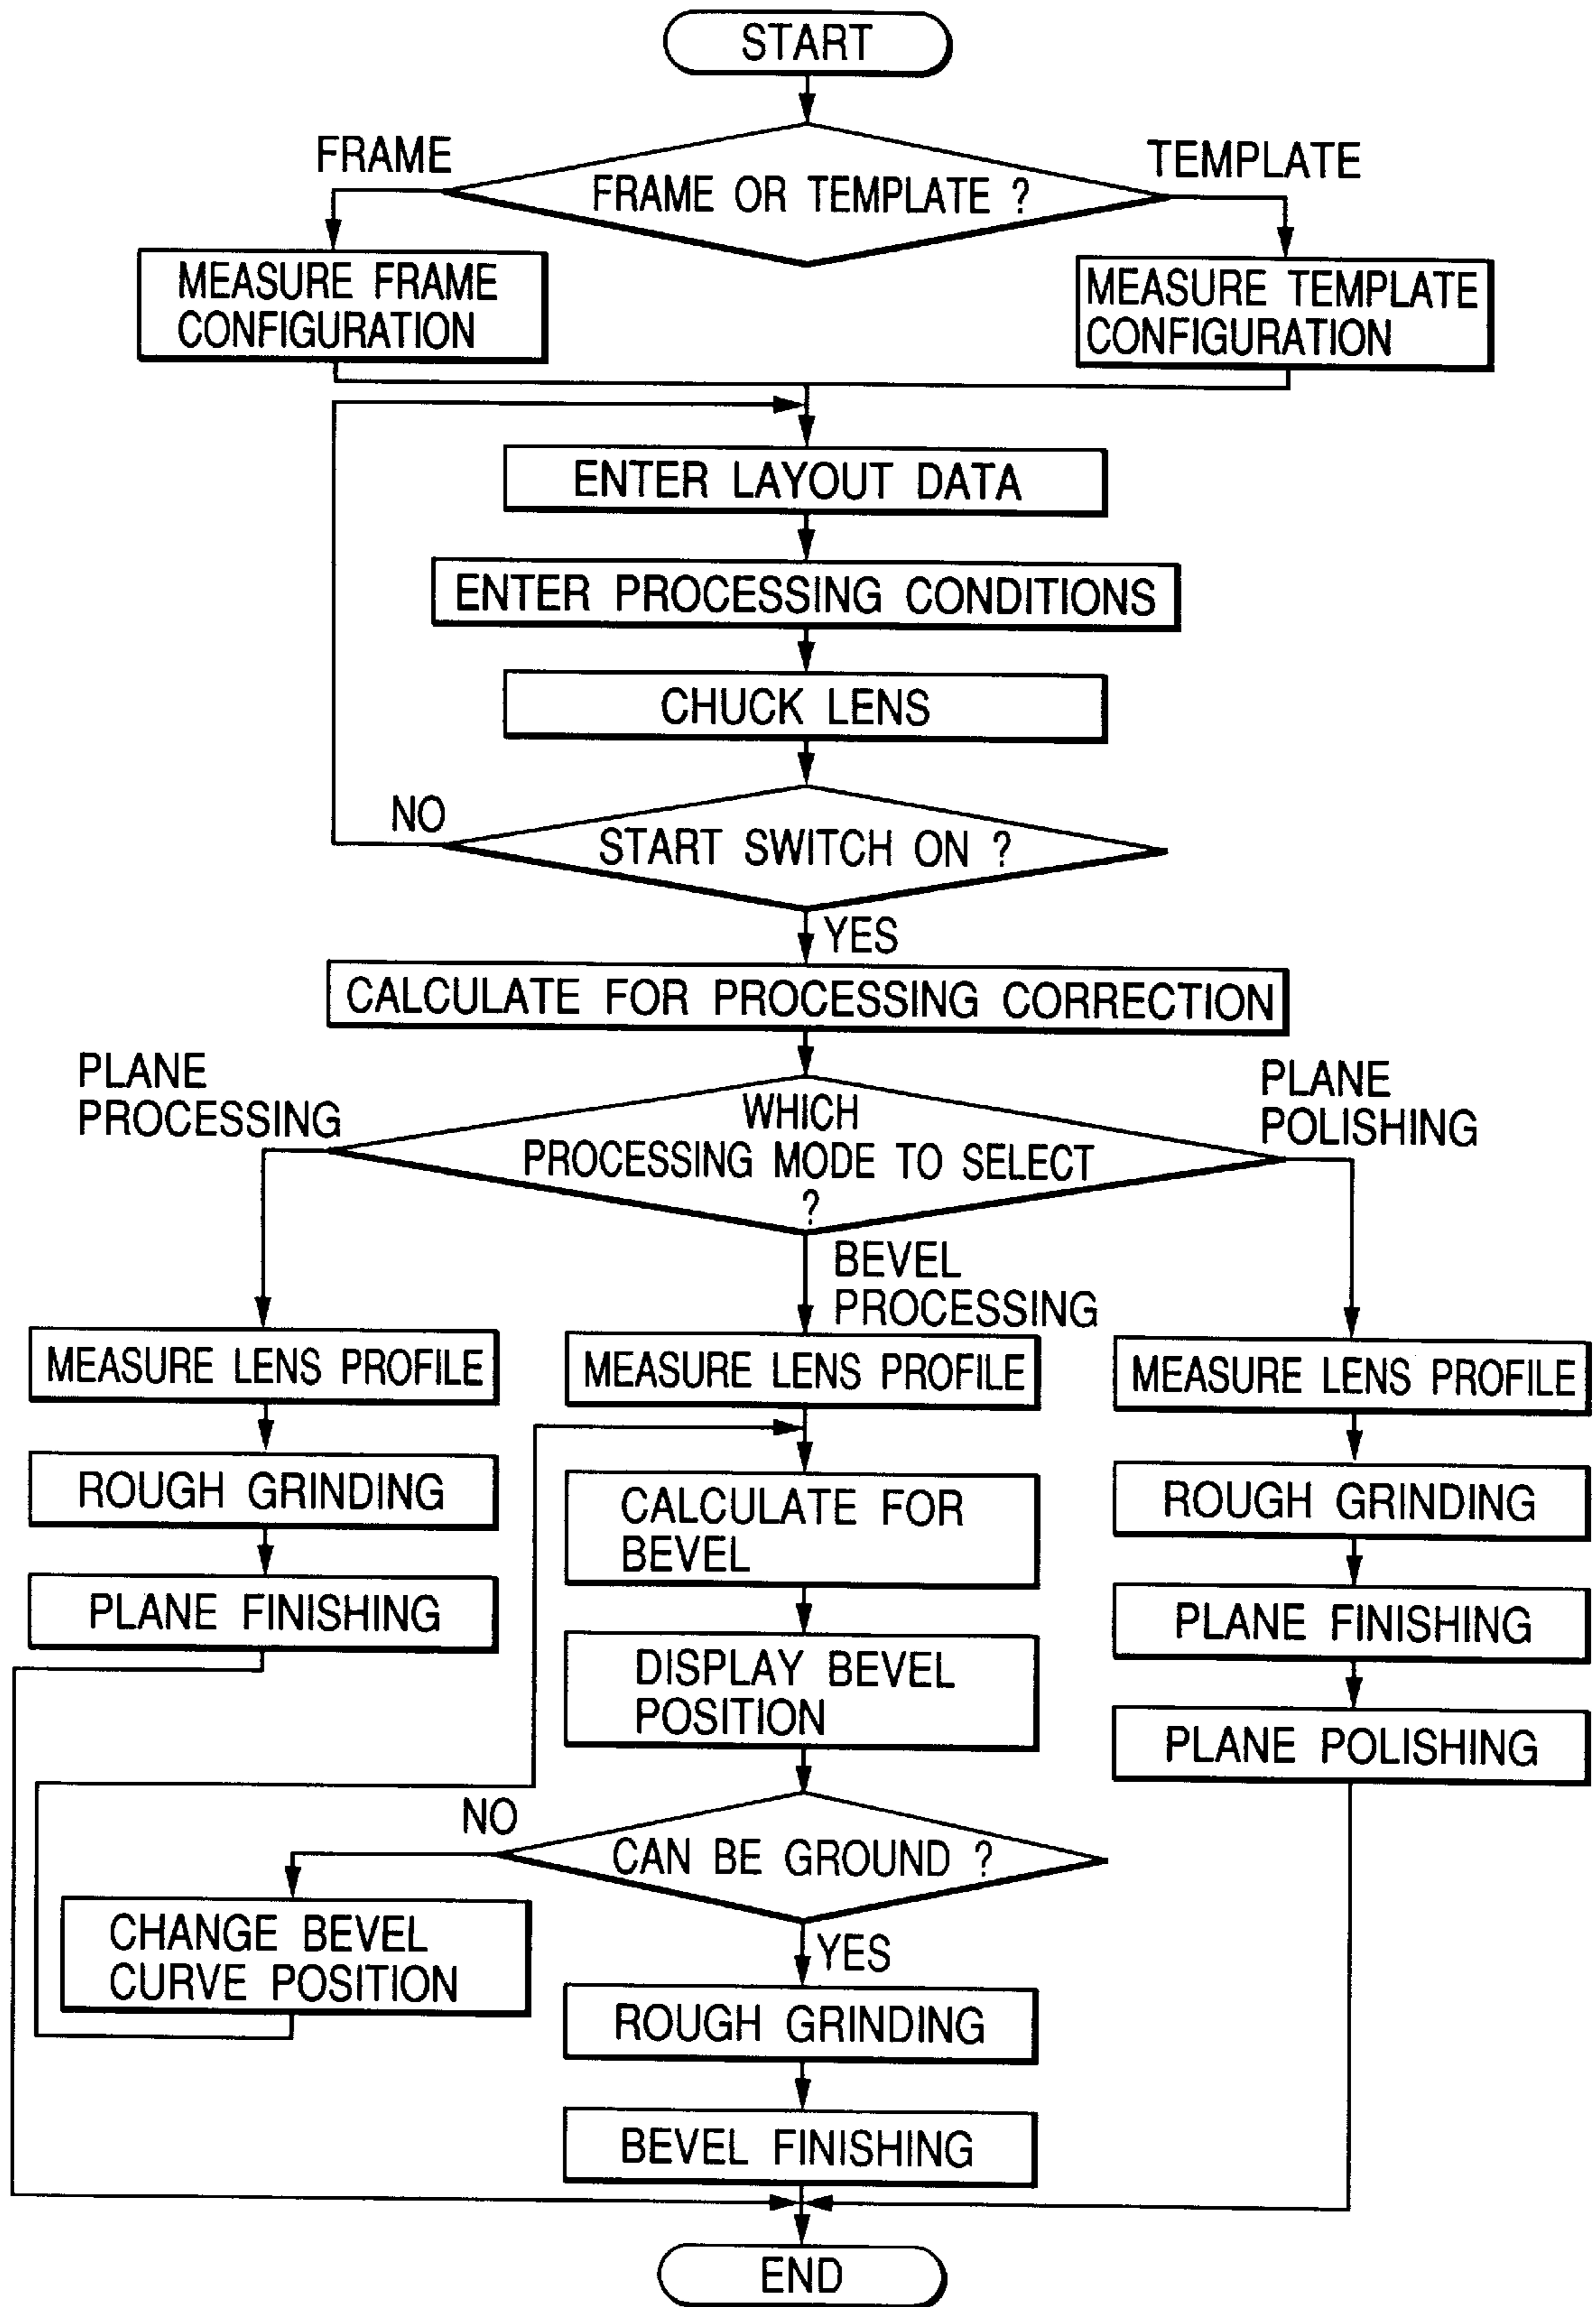 START
FRAME
TEMPLATE
FRAME OR TEMPLATE ?
MEASURE FRAME
CONFIGURATION
MEASURE TEMPLATE
CONFIGURATION
ENTER LAYOUT DATA
ENTER PROCESSING CONDITIONS
CHUCK LENS
NO
START SWITCH ON ?
YES
CALCULATE FOR PROCESSING CORRECTION
PLANE
PROCESSING
PLANE
POLISHING
WHICH
PROCESSING MODE TO SELECT
?
BEVEL
PROCESSING
MEASURE LENS PROFILE
MEASURE LENS PROFILE
MEASURE LENS PROFILE
ROUGH GRINDING
CALCULATE FOR
BEVEL
ROUGH GRINDING
PLANE FINISHING
PLANE FINISHING
DISPLAY BEVEL
POSITION
PLANE POLISHING
NO
CAN BE GROUND ?
CHANGE BEVEL
CURVE POSITION
YES
ROUGH GRINDING
BEVEL FINISHING
END